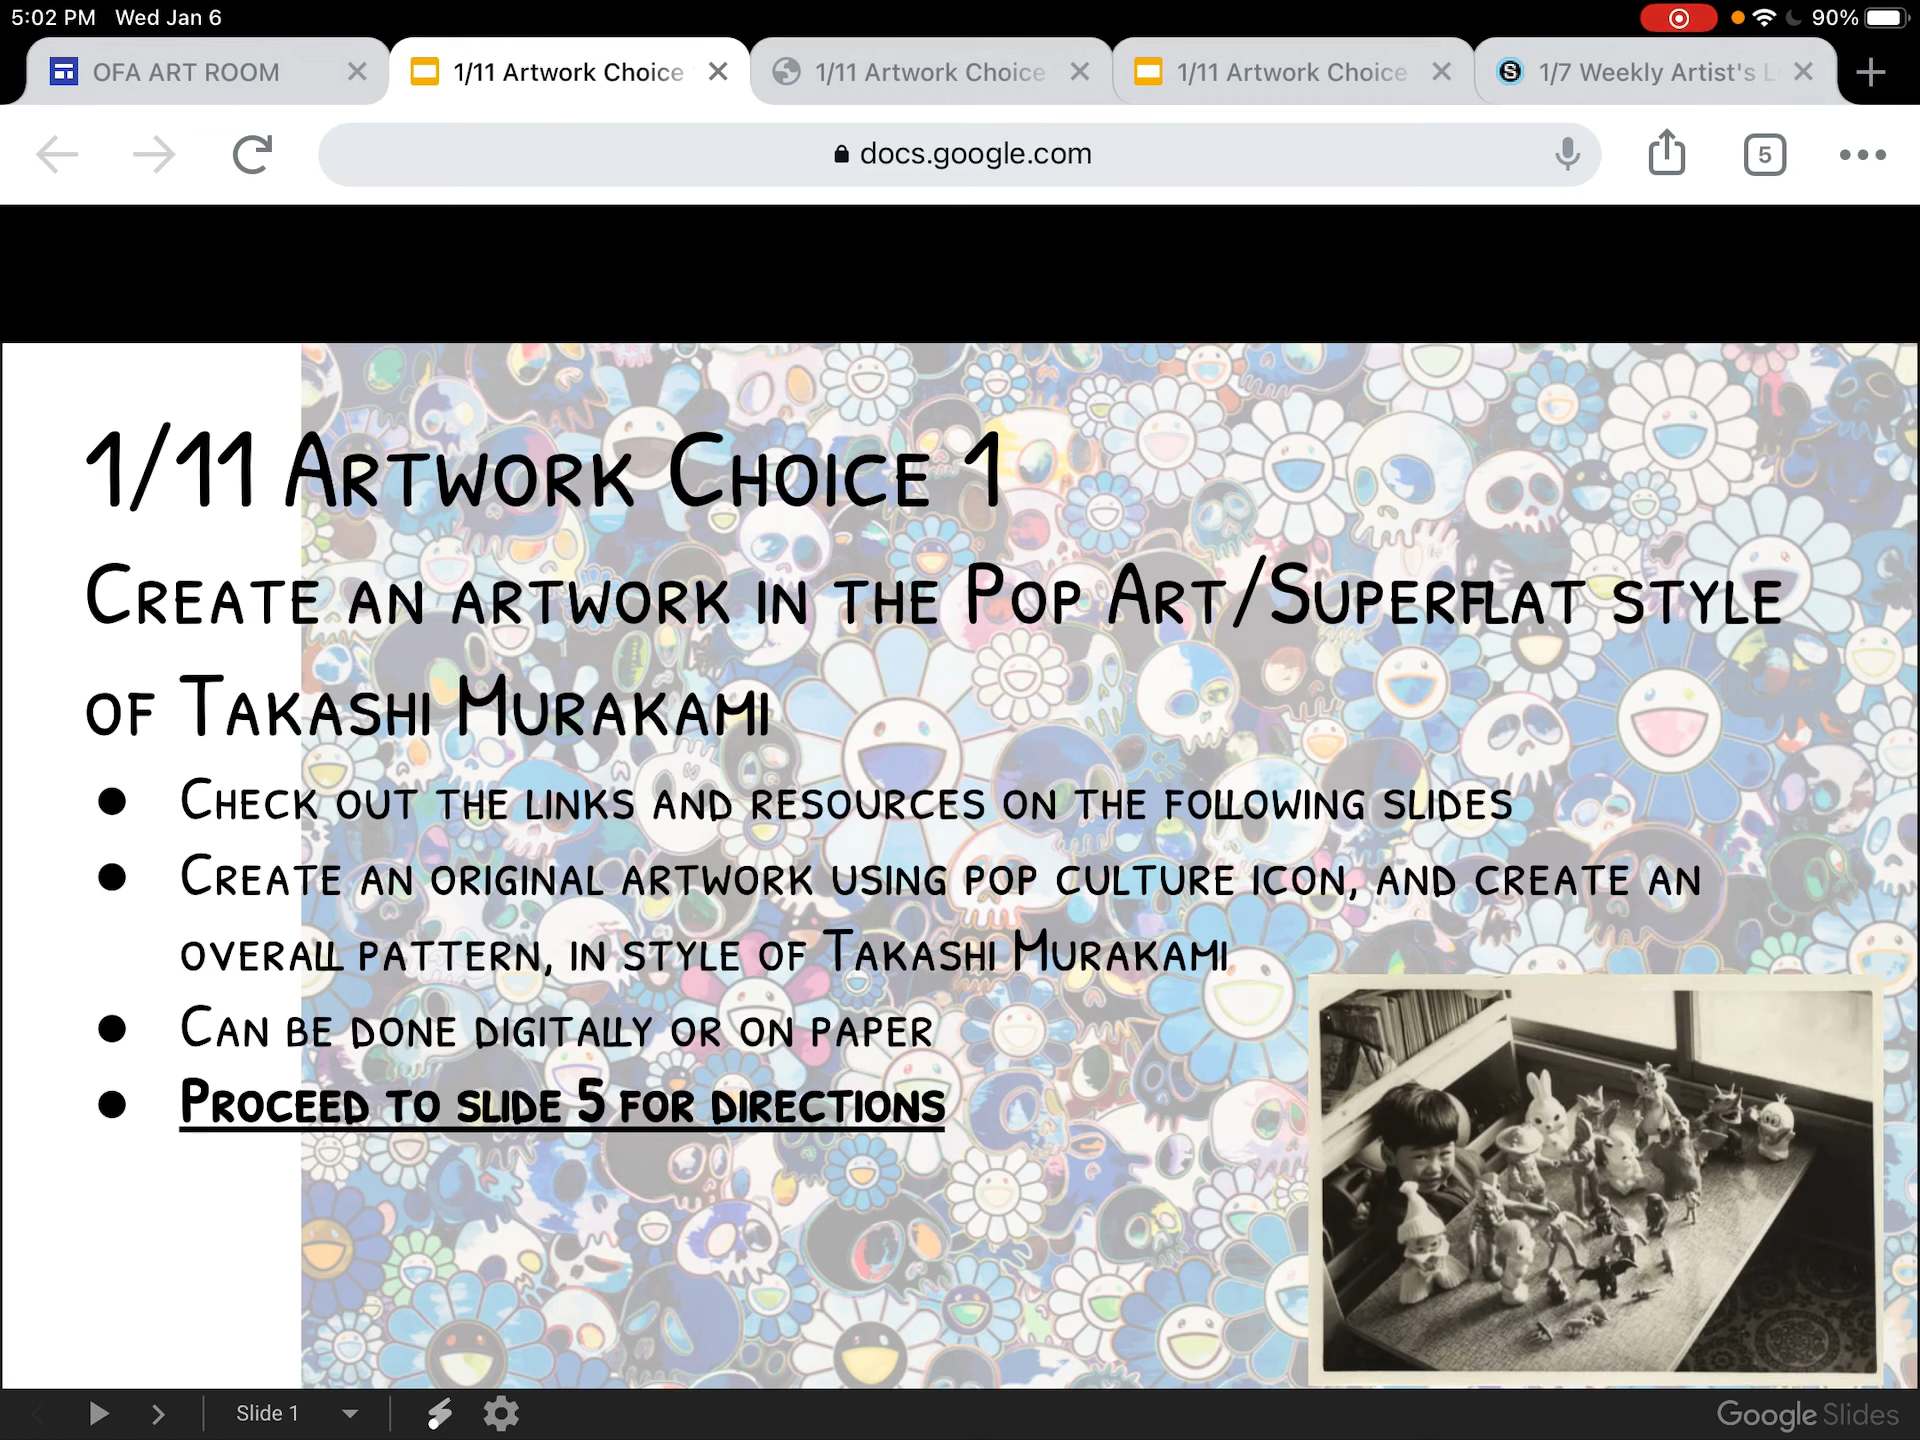 5:02 PM Wed Jan 6
90%
OFA ART ROOM
1/11 Artwork Choice
1/11 Artwork Choice
1/11 Artwork Choice
1/7 Weekly Artist's L
docs.google.com
5
1/11 Artwork Choice 1
Create an artwork in the Pop Art/Superflat style
of Takashi Murakami
● Check out the links and resources on the following slides
● Create an original artwork using pop culture icon, and create an
overall pattern, in style of Takashi Murakami
● Can be done digitally or on paper
● Proceed to slide 5 for directions
Slide 1
Google Slides